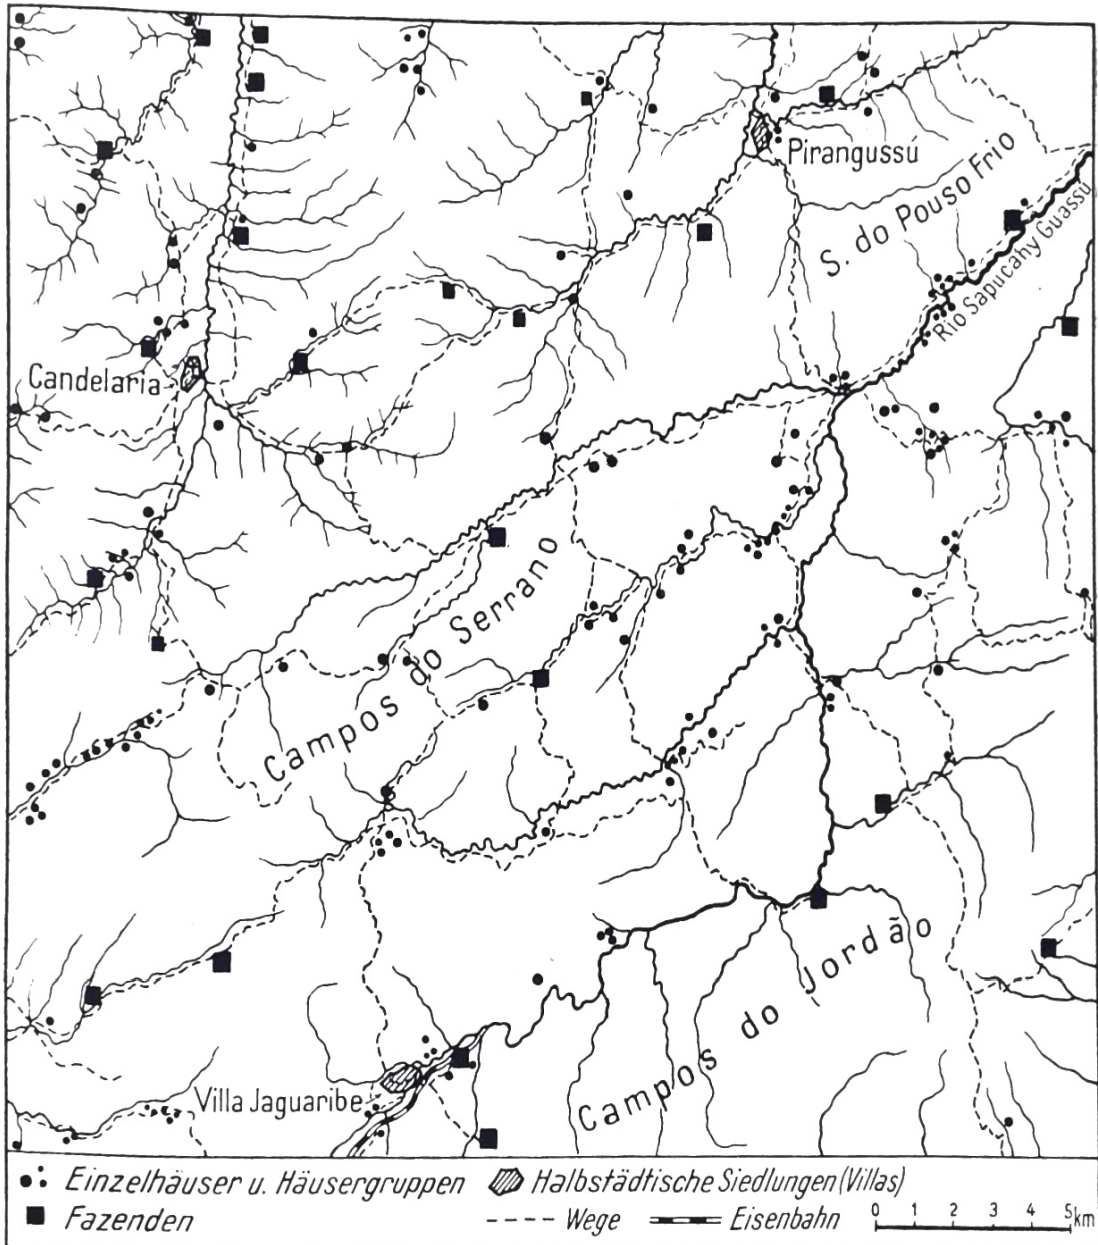 Pirangussú
S. do Pouso Frio
Rio Sapucahy Guassú
Candelaria
Campos do Serrano
Campos do Jordão
Villa Jaguaribe
Einzelhäuser u. Häusergruppen
Halbstädtische Siedlungen (Villas)
Fazenden
Wege
Eisenbahn
0 1 2 3 4 5 km